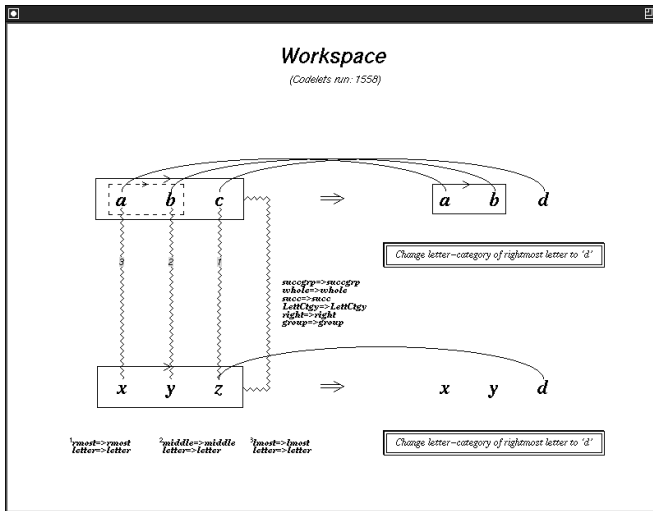 Workspace
(Codelets run: 1558)
a b c ⇒ a b d
3 2 1
Change letter-category of rightmost letter to 'd'
succgrp=>succgrp
whole=>whole
succ=>succ
LettCtgy=>LettCtgy
right=>right
group=>group
x y z ⇒ x y d
1rmost=>rmost 2middle=>middle 3lmost=>lmost
letter=>letter letter=>letter letter=>letter
Change letter-category of rightmost letter to 'd'